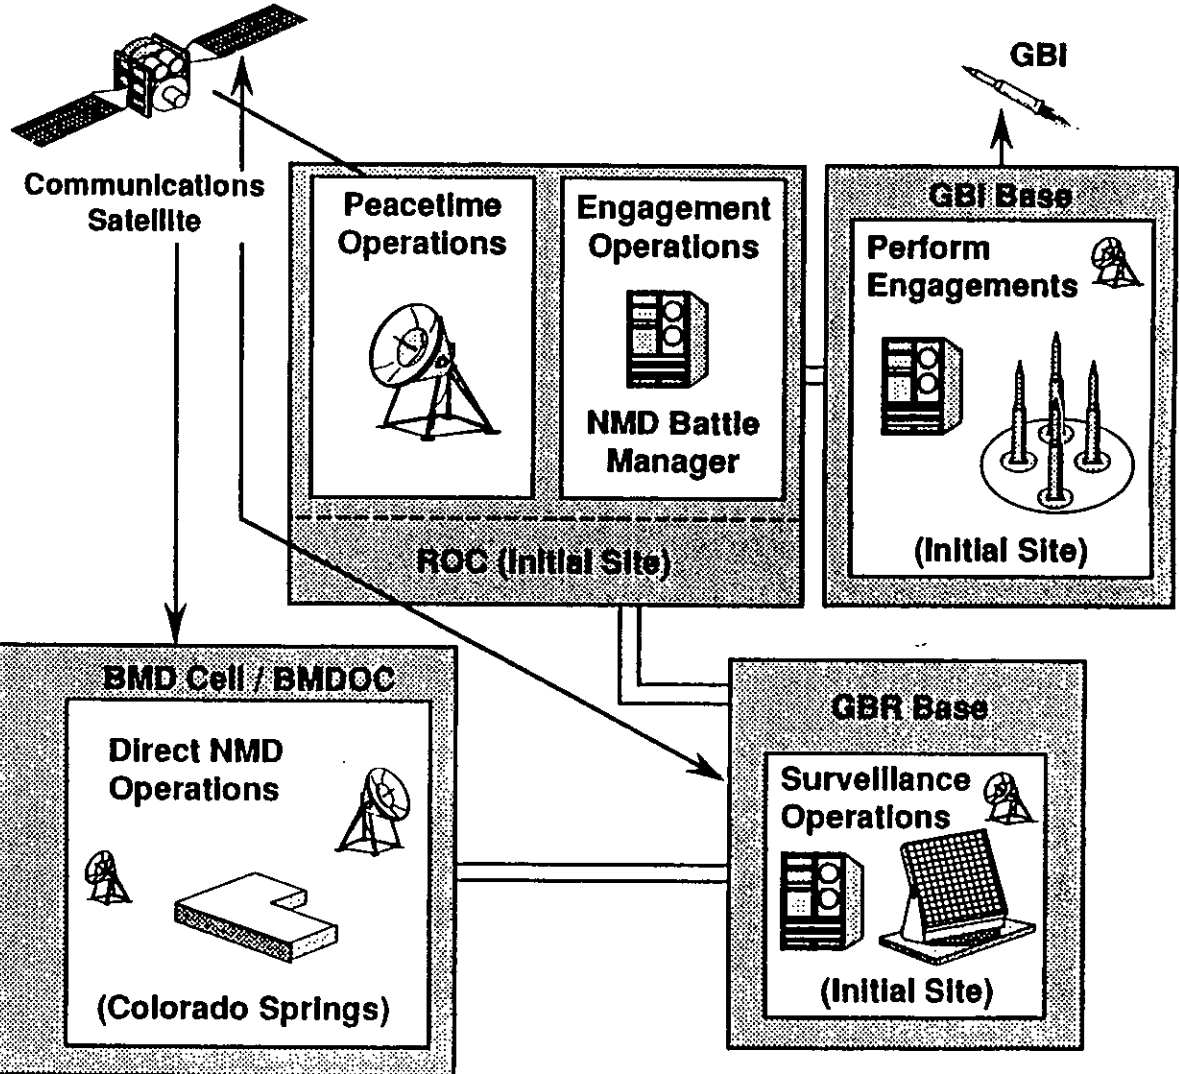 GBI
Communications
Satellite
Peacetime
Operations
Engagement
Operations
NMD Battle
Manager
ROC (Initial Site)
GBI Base
Perform
Engagements
(Initial Site)
BMD Cell / BMDOC
Direct NMD
Operations
(Colorado Springs)
GBR Base
Surveillance
Operations
(Initial Site)